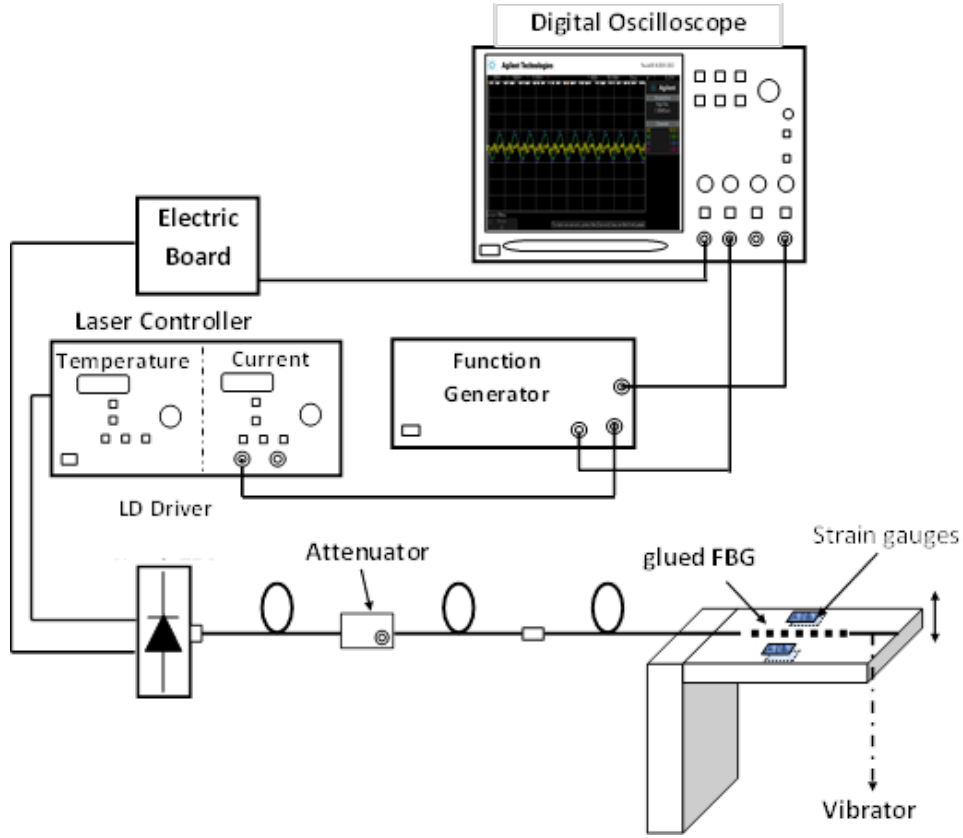 Digital Oscilloscope
Agilent Technologies
Agilent
Electric
Board
Laser Controller
Temperature
Current
Function
Generator
LD Driver
Attenuator
glued FBG
Strain gauges
Vibrator